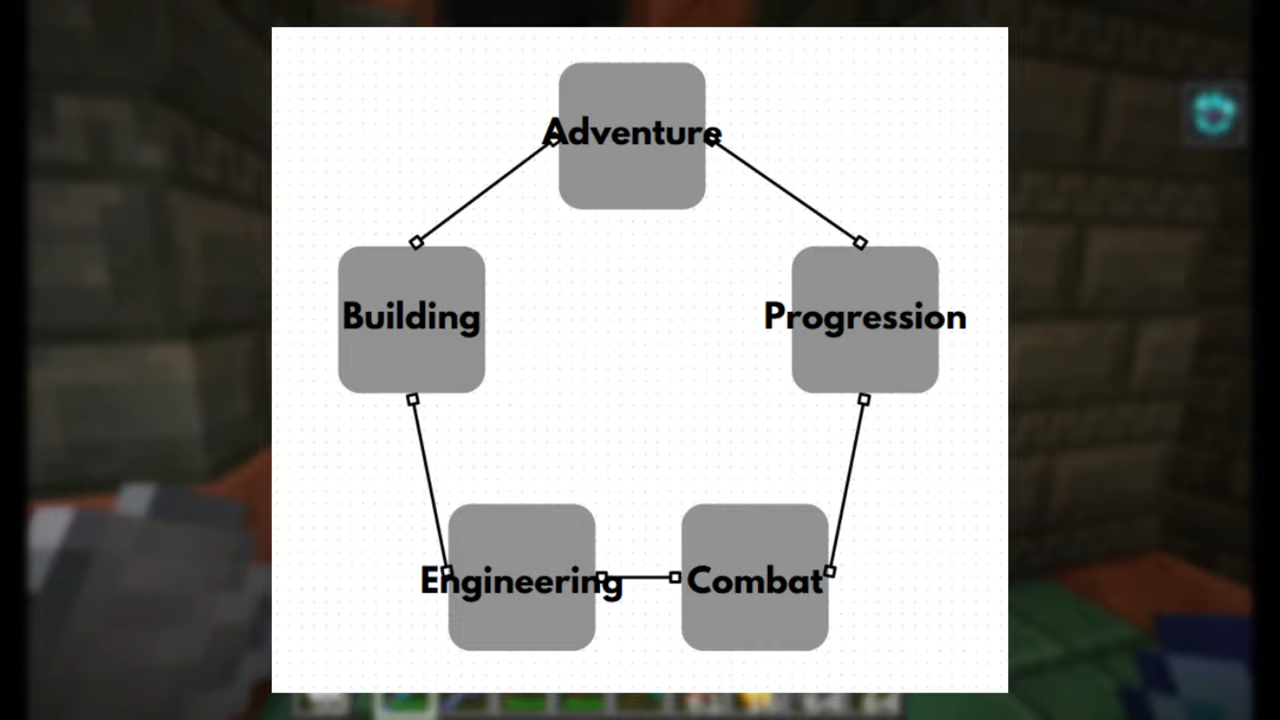 Adventure
Building
Progression
Engineering
Combat